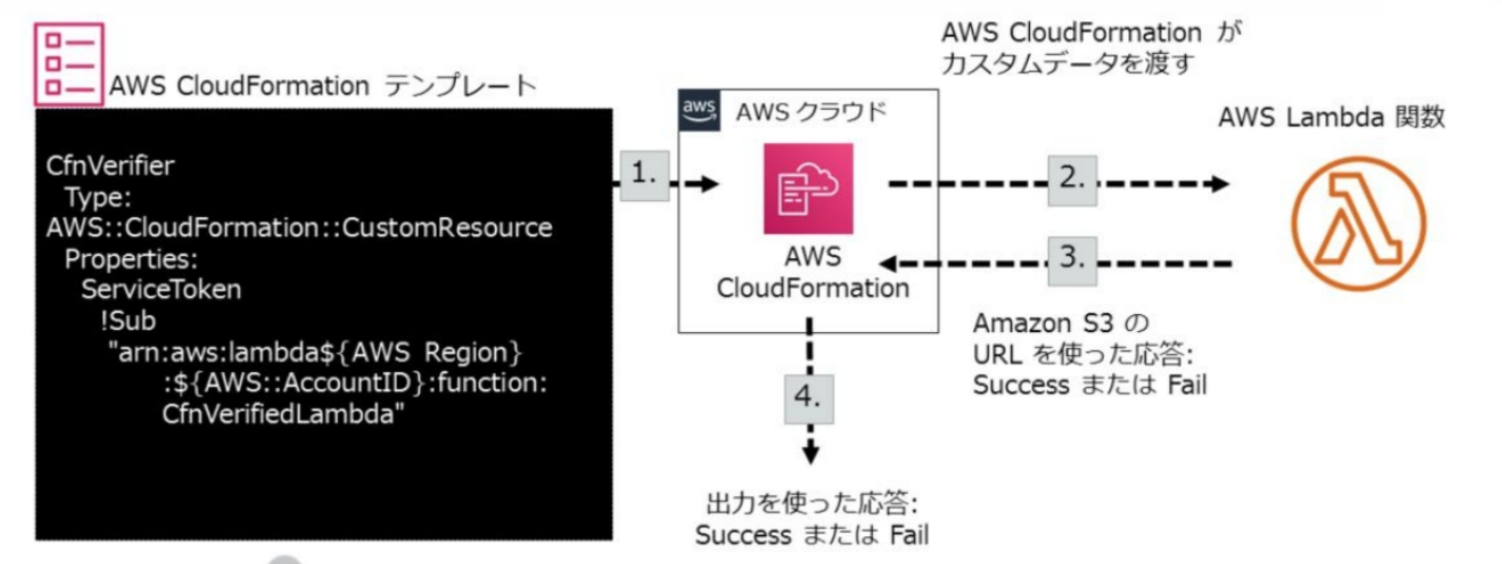 AWS CloudFormation テンプレート
CfnVerifier
Type:
AWS::CloudFormation::CustomResource
Properties:
ServiceToken
!Sub
"arn:aws:lambda${AWS Region}
:${AWS::AccountID}:function:
CfnVerifiedLambda"
1.
aws
AWS クラウド
AWS
CloudFormation
AWS CloudFormation が
カスタムデータを渡す
2.
AWS Lambda 関数
3.
Amazon S3 の
URL を使った応答:
Success または Fail
4.
出力を使った応答:
Success または Fail